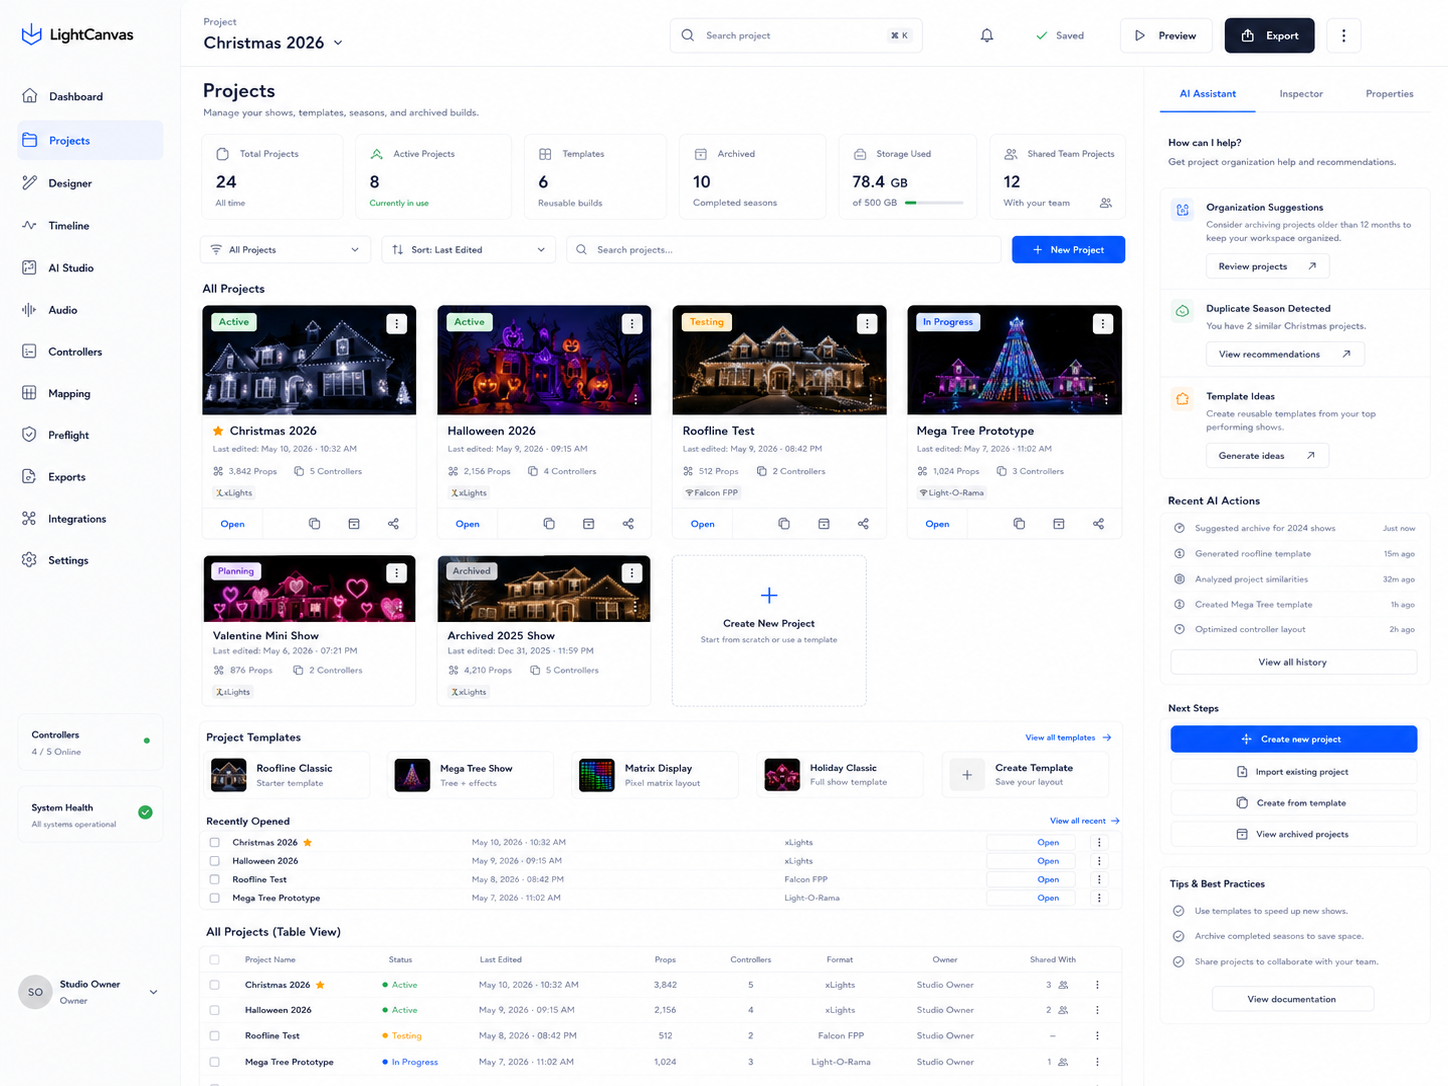 LightCanvas
Dashboard
Projects
Designer
Timeline
AI Studio
Audio
Controllers
Mapping
Preflight
Exports
Integrations
Settings
Controllers
4 / 5 Online
System Health
All systems operational
SO
Studio Owner
Owner
Project
Christmas 2026
Search project
⌘ K
Saved
Preview
Export
Projects
Manage your shows, templates, seasons, and archived builds.
Total Projects
24
All time
Active Projects
8
Currently in use
Templates
6
Reusable builds
Archived
10
Completed seasons
Storage Used
78.4 GB
of 500 GB
Shared Team Projects
12
With your team
All Projects
Sort: Last Edited
Search projects...
New Project
All Projects
Active
Christmas 2026
Last edited: May 10, 2026 · 10:32 AM
3,842 Props
5 Controllers
xLights
Open
Active
Halloween 2026
Last edited: May 9, 2026 · 09:15 AM
2,156 Props
4 Controllers
xLights
Open
Testing
Roofline Test
Last edited: May 9, 2026 · 08:42 PM
512 Props
2 Controllers
Falcon FPP
Open
In Progress
Mega Tree Prototype
Last edited: May 7, 2026 · 11:02 AM
1,024 Props
3 Controllers
Light-O-Rama
Open
Planning
Valentine Mini Show
Last edited: May 6, 2026 · 07:21 PM
876 Props
2 Controllers
Archived
Archived 2025 Show
Last edited: Dec 31, 2025 · 11:59 PM
4,210 Props
5 Controllers
xLights
Create New Project
Start from scratch or use a template
Project Templates
View all templates
Roofline Classic
Starter template
Mega Tree Show
Tree + effects
Matrix Display
Pixel matrix layout
Holiday Classic
Full show template
Create Template
Save your layout
Recently Opened
View all recent
Christmas 2026 May 10, 2026 · 10:32 AM xLights Open
Halloween 2026 May 9, 2026 · 09:15 AM xLights Open
Roofline Test May 8, 2026 · 08:42 PM Falcon FPP Open
Mega Tree Prototype May 7, 2026 · 11:02 AM Light-O-Rama Open
All Projects (Table View)
Project Name Status Last Edited Props Controllers Format Owner Shared With
Christmas 2026 Active May 10, 2026 · 10:32 AM 3,842 5 xLights Studio Owner 3
Halloween 2026 Active May 9, 2026 · 09:15 AM 2,156 4 xLights Studio Owner 2
Roofline Test Testing May 8, 2026 · 08:42 PM 512 2 Falcon FPP Studio Owner –
Mega Tree Prototype In Progress May 7, 2026 · 11:02 AM 1,024 3 Light-O-Rama Studio Owner 1
AI Assistant
Inspector
Properties
How can I help?
Get project organization help and recommendations.
Organization Suggestions
Consider archiving projects older than 12 months to
keep your workspace organized.
Review projects
Duplicate Season Detected
You have 2 similar Christmas projects.
View recommendations
Template Ideas
Create reusable templates from your top
performing shows.
Generate ideas
Recent AI Actions
Suggested archive for 2024 shows Just now
Generated roofline template 15m ago
Analyzed project similarities 32m ago
Created Mega Tree template 1h ago
Optimized controller layout 2h ago
View all history
Next Steps
Create new project
Import existing project
Create from template
View archived projects
Tips & Best Practices
Use templates to speed up new shows.
Archive completed seasons to save space.
Share projects to collaborate with your team.
View documentation